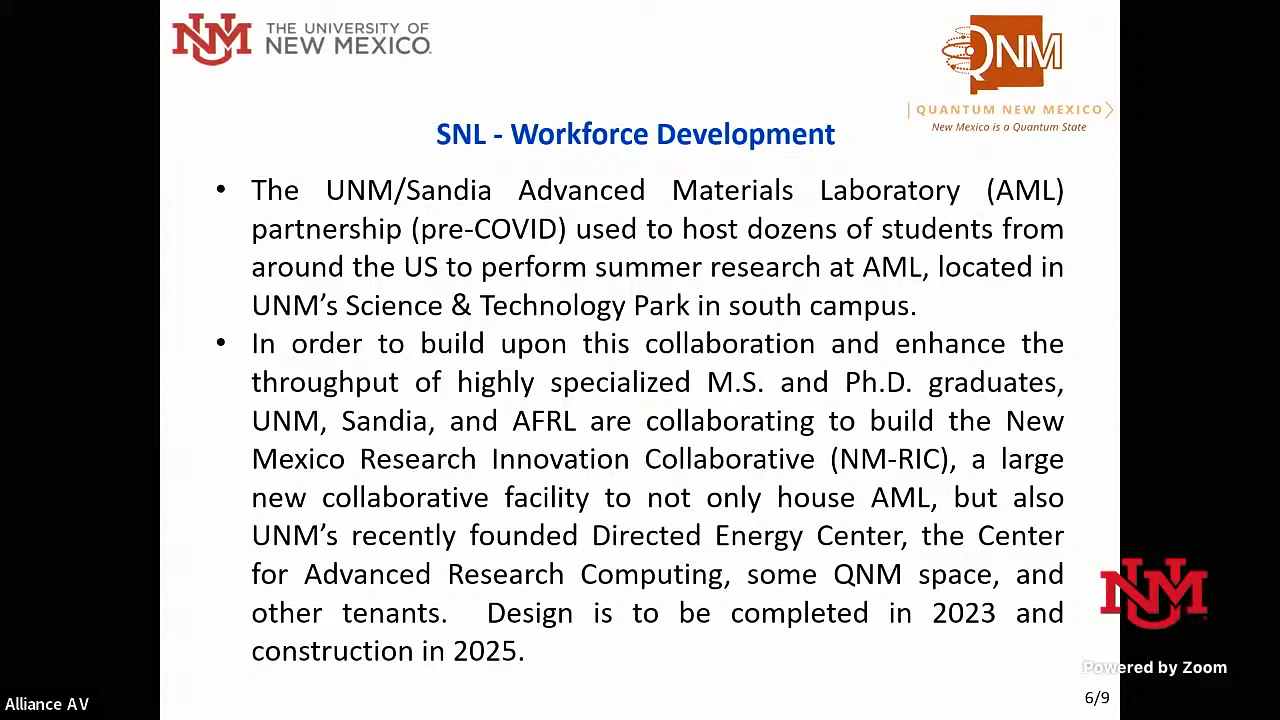 UNM THE UNIVERSITY OF
NEW MEXICO.
QNM
QUANTUM NEW MEXICO
New Mexico is a Quantum State
SNL - Workforce Development
• The UNM/Sandia Advanced Materials Laboratory (AML)
partnership (pre-COVID) used to host dozens of students from
around the US to perform summer research at AML, located in
UNM’s Science & Technology Park in south campus.
• In order to build upon this collaboration and enhance the
throughput of highly specialized M.S. and Ph.D. graduates,
UNM, Sandia, and AFRL are collaborating to build the New
Mexico Research Innovation Collaborative (NM-RIC), a large
new collaborative facility to not only house AML, but also
UNM’s recently founded Directed Energy Center, the Center
for Advanced Research Computing, some QNM space, and
other tenants. Design is to be completed in 2023 and
construction in 2025.
UNM
Powered by Zoom
6/9
Alliance AV